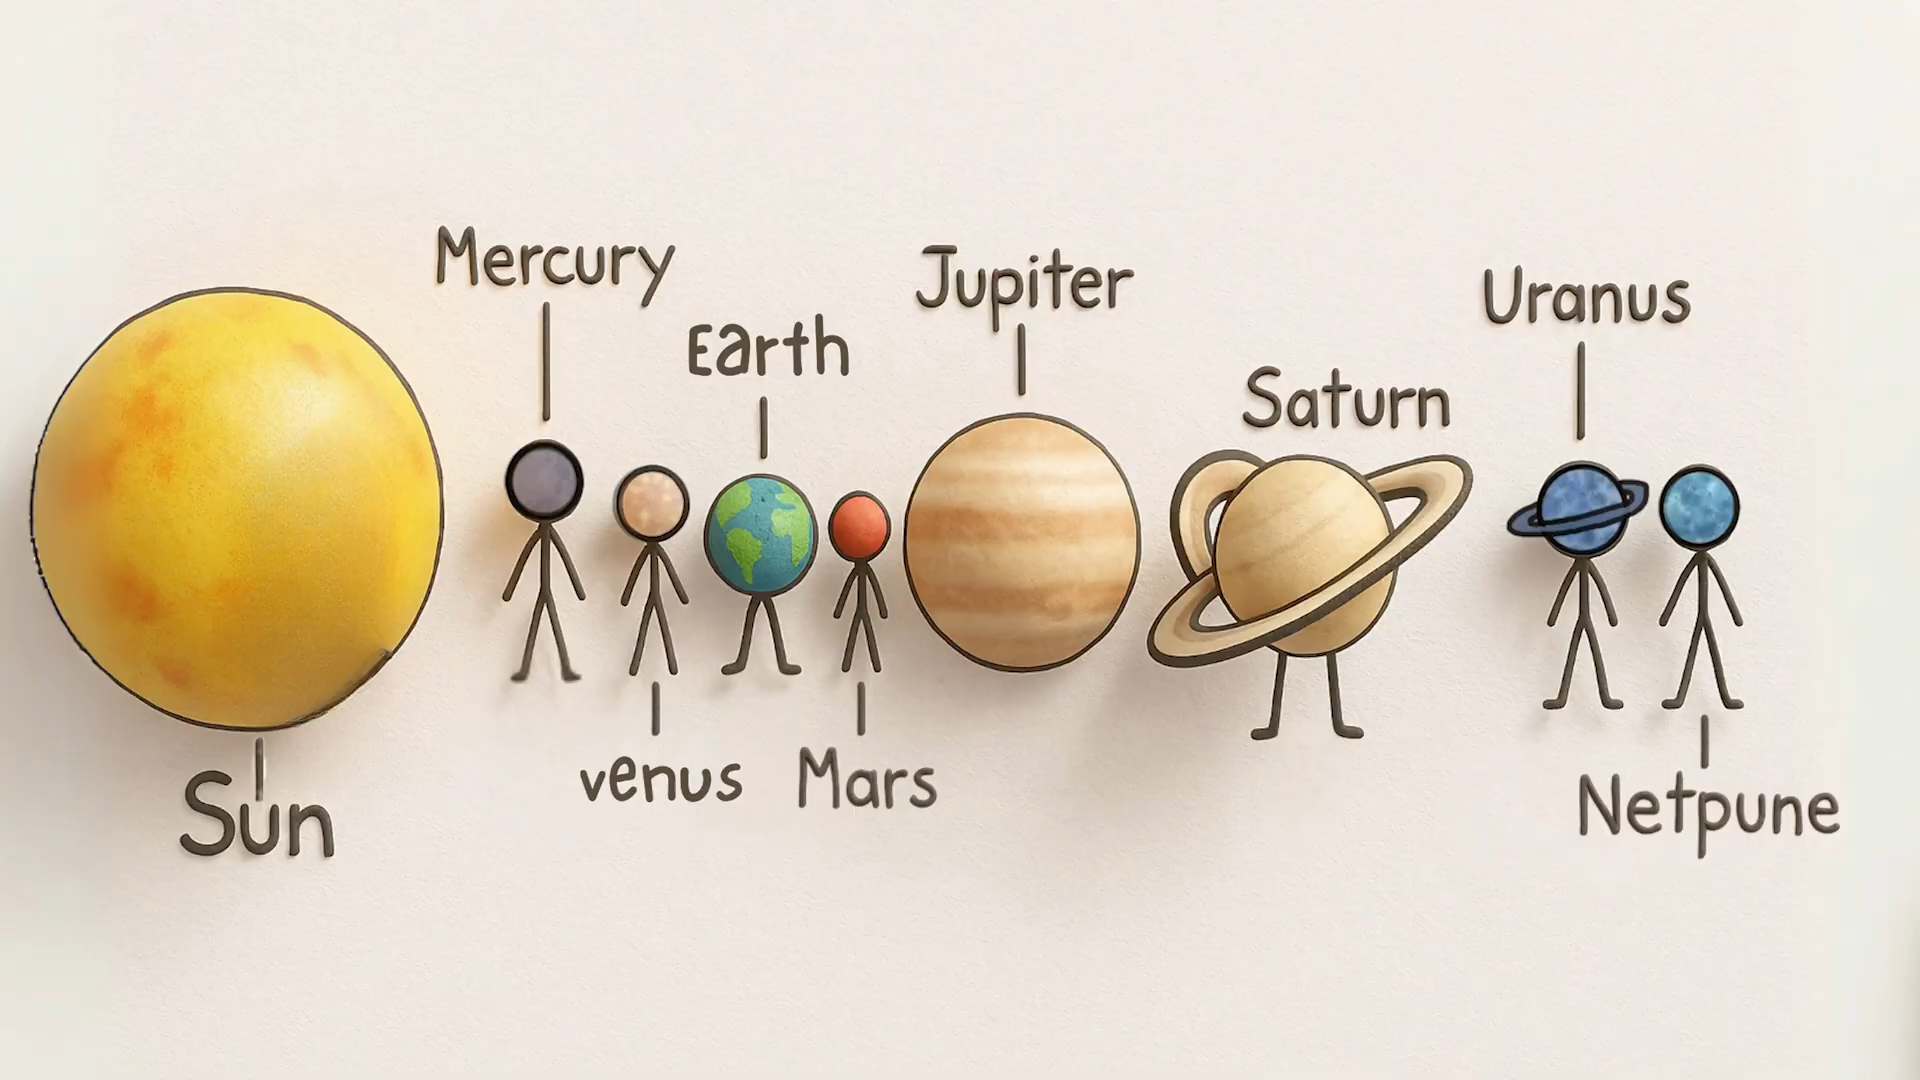 Sun
Mercury
venus
Earth
Mars
Jupiter
Saturn
Uranus
Netpune